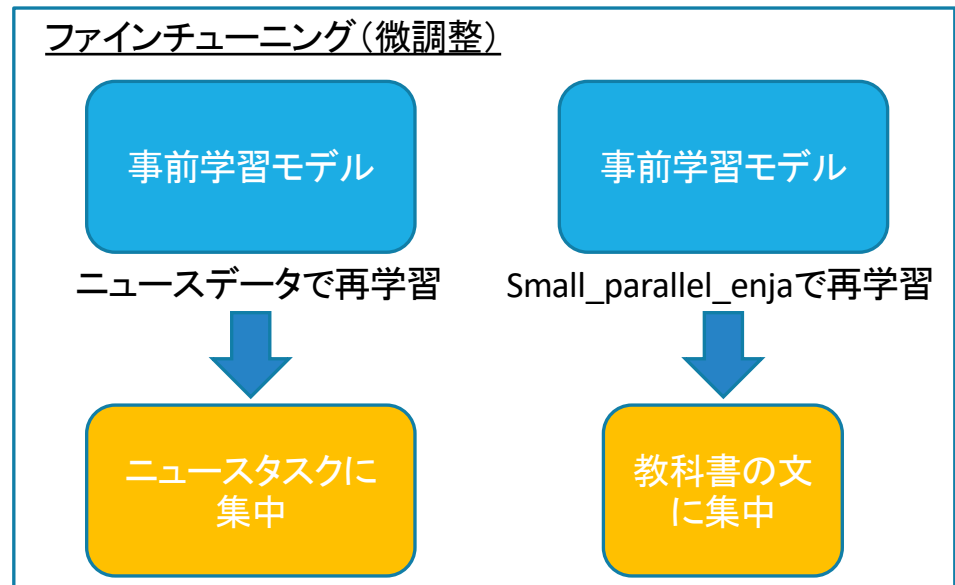 ファインチューニング（微調整）
事前学習モデル
事前学習モデル
ニュースデータで再学習
Small_parallel_enjaで再学習
ニュースタスクに
集中
教科書の文
に集中